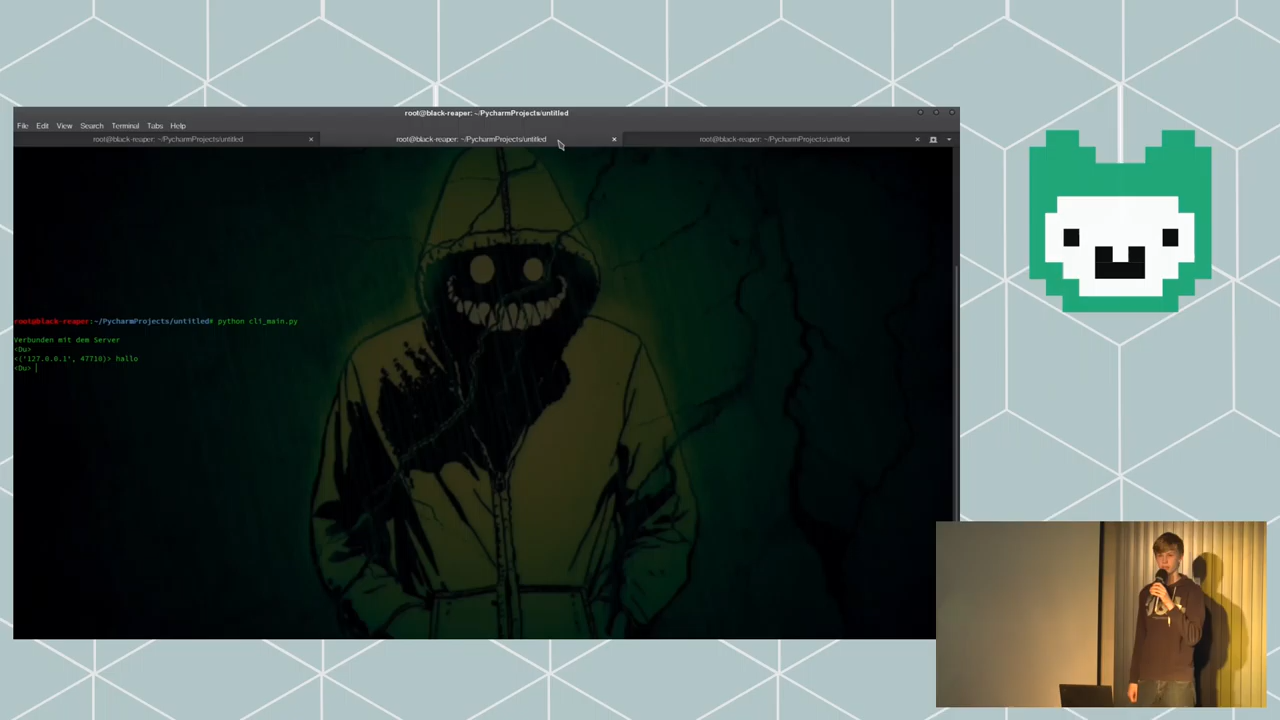 root@black-reaper: ~/PycharmProjects/untitled
File Edit View Search Terminal Tabs Help
root@black-reaper: ~/PycharmProjects/untitled
root@black-reaper: ~/PycharmProjects/untitled
root@black-reaper: ~/PycharmProjects/untitled
root@black-reaper:~/PycharmProjects/untitled# python cli_main.py
Verbunden mit dem Server
<Du>
<('127.0.0.1', 47710)> hallo
<Du>